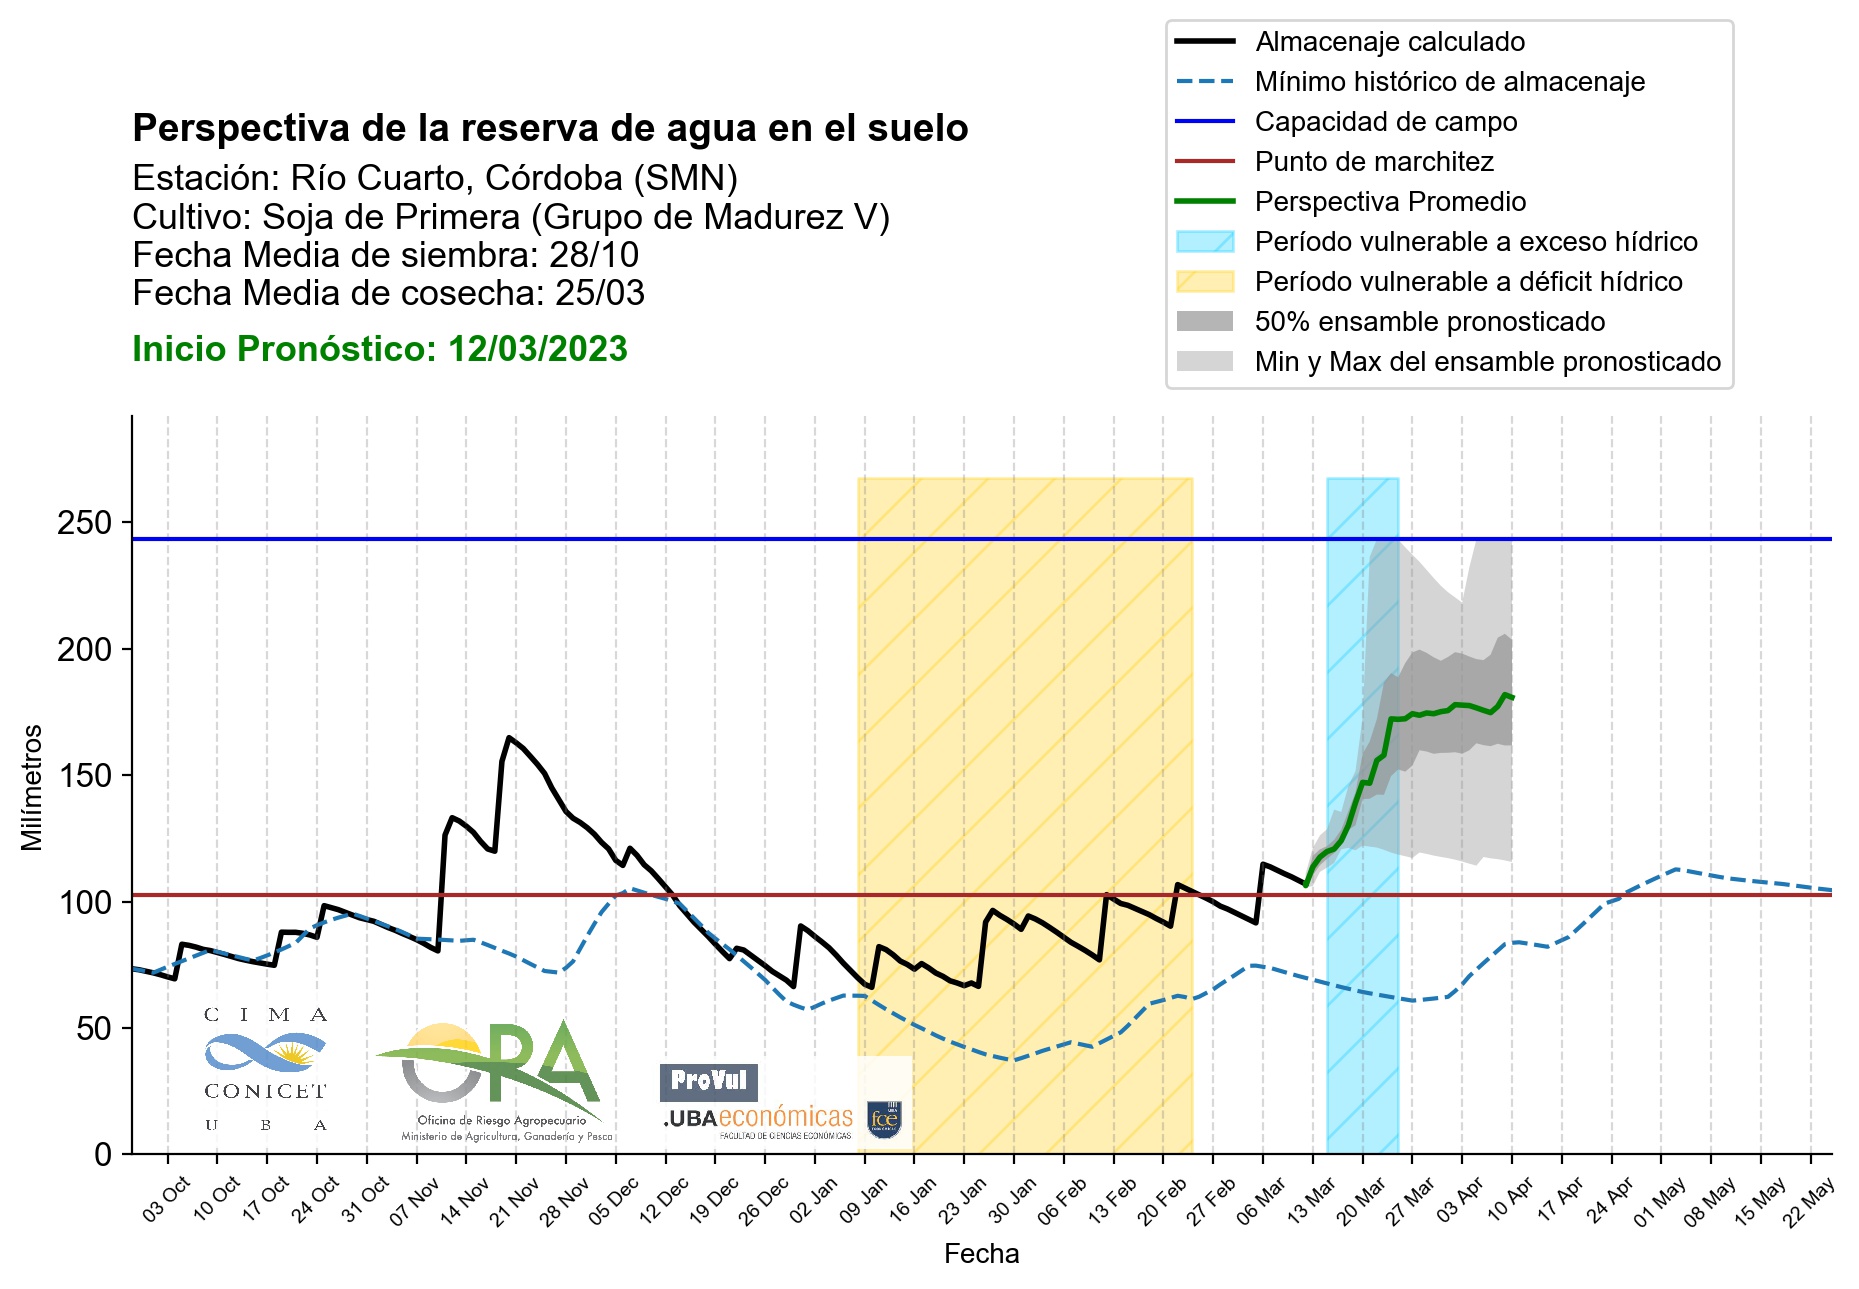 Almacenaje calculado
Mínimo histórico de almacenaje
Capacidad de campo
Punto de marchitez
Perspectiva Promedio
Período vulnerable a exceso hídrico
Período vulnerable a déficit hídrico
50% ensamble pronosticado
Min y Max del ensamble pronosticado
Perspectiva de la reserva de agua en el suelo
Estación: Río Cuarto, Córdoba (SMN)
Cultivo: Soja de Primera (Grupo de Madurez V)
Fecha Media de siembra: 28/10
Fecha Media de cosecha: 25/03
Inicio Pronóstico: 12/03/2023
Milímetros
250
200
150
100
50
0
CIMA
CONICET
UBA
ORA
Oficina de Riesgo Agropecuario
Ministerio de Agricultura, Ganadería y Pesca
ProVul
.UBAeconómicas
FACULTAD DE CIENCIAS ECONÓMICAS
fce
03 Oct
10 Oct
17 Oct
24 Oct
31 Oct
07 Nov
14 Nov
21 Nov
28 Nov
05 Dec
12 Dec
19 Dec
26 Dec
02 Jan
09 Jan
16 Jan
23 Jan
30 Jan
06 Feb
13 Feb
20 Feb
27 Feb
06 Mar
13 Mar
20 Mar
27 Mar
03 Apr
10 Apr
17 Apr
24 Apr
01 May
08 May
15 May
22 May
Fecha